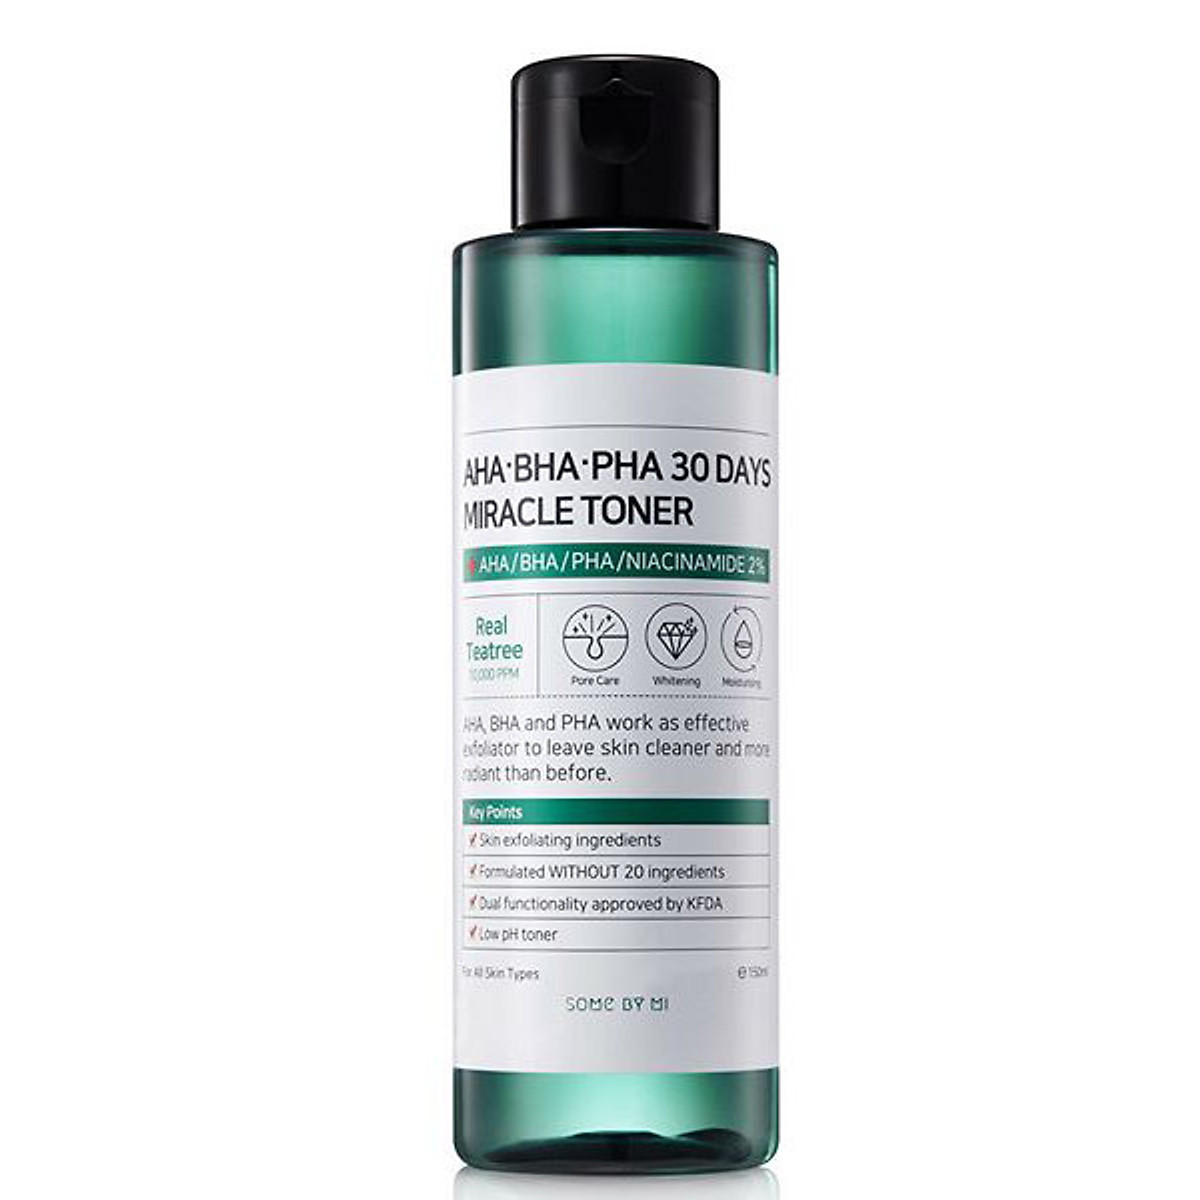 AHA·BHA·PHA 30 DAYS
MIRACLE TONER
AHA/BHA/PHA/NIACINAMIDE 2%
Real
Teatree
10,000 PPM
Pore Care
Whitening
Moisturizing
AHA, BHA and PHA work as effective
exfoliator to leave skin cleaner and more
radiant than before.
Key Points
Skin exfoliating ingredients
Formulated WITHOUT 20 ingredients
Dual functionality approved by KFDA
Low pH toner
For All Skin Types
℮ 150ml
SOME BY MI